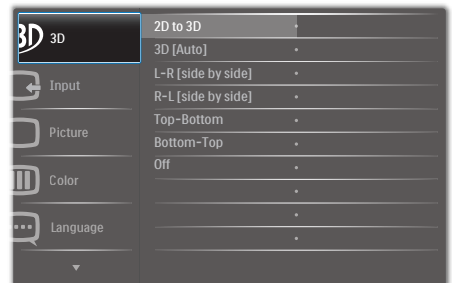 3D
3D
Input
Picture
Color
Language
2D to 3D
3D [Auto]
L-R [side by side]
R-L [side by side]
Top-Bottom
Bottom-Top
Off